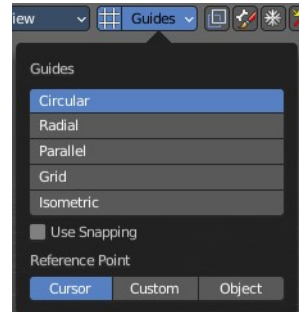 iew Guides
Guides
Circular
Radial
Parallel
Grid
Isometric
Use Snapping
Reference Point
Cursor Custom Object